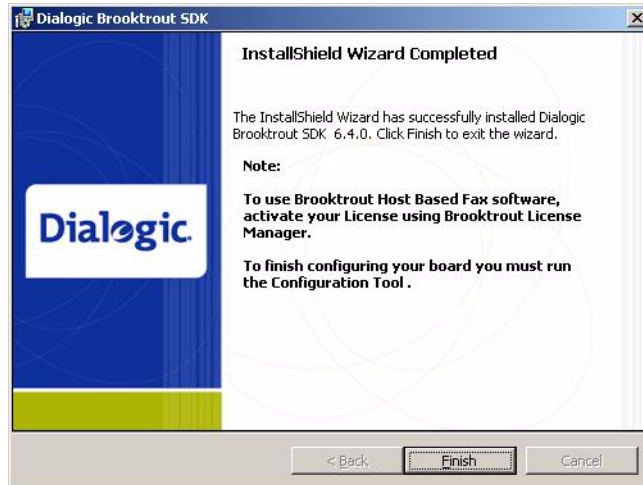 Dialogic Brooktrout SDK
InstallShield Wizard Completed
The InstallShield Wizard has successfully installed Dialogic
Brooktrout SDK 6.4.0. Click Finish to exit the wizard.
Note:
To use Brooktrout Host Based Fax software,
activate your License using Brooktrout License
Manager.
Dialogic.
To finish configuring your board you must run
the Configuration Tool .
< Back
Finish
Cancel